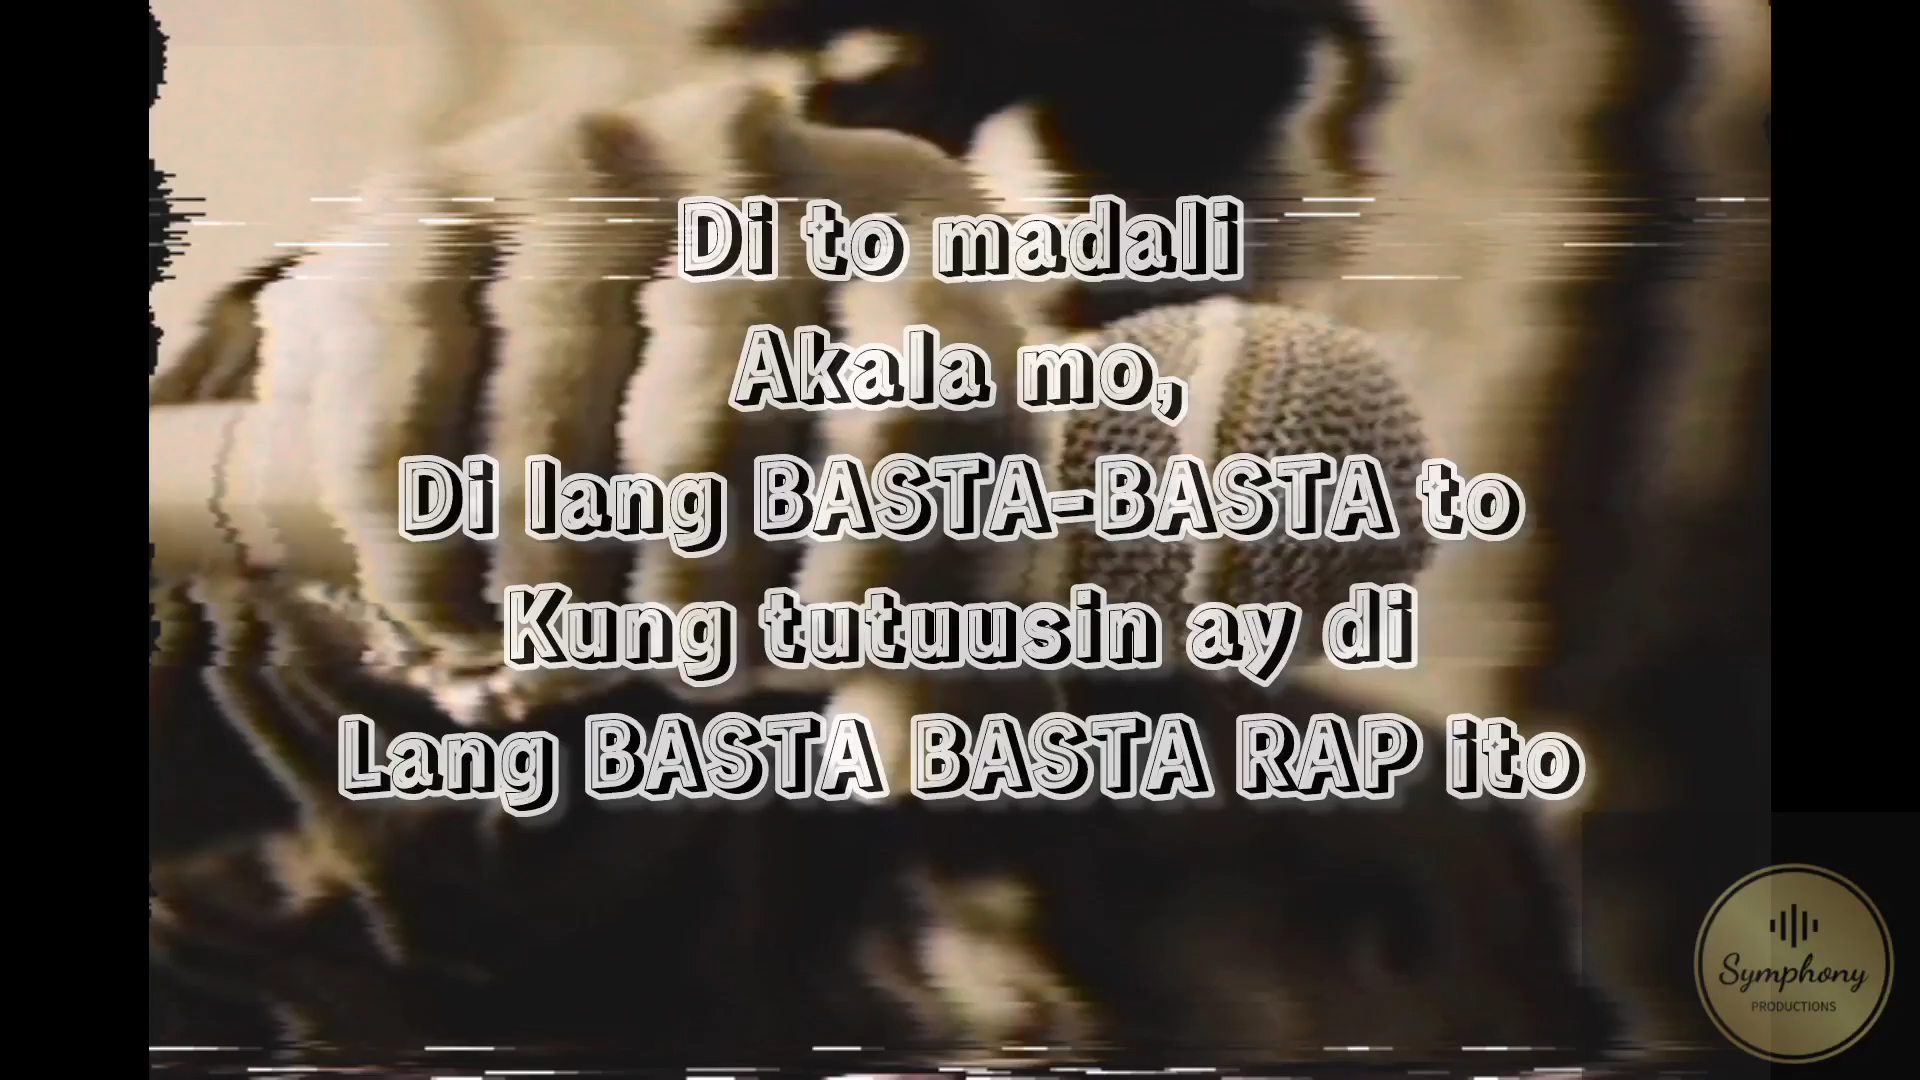 Di to madali
Akala mo,
Di lang BASTA-BASTA to
Kung tutuusin ay di
Lang BASTA BASTA RAP ito
Symphony
PRODUCTIONS